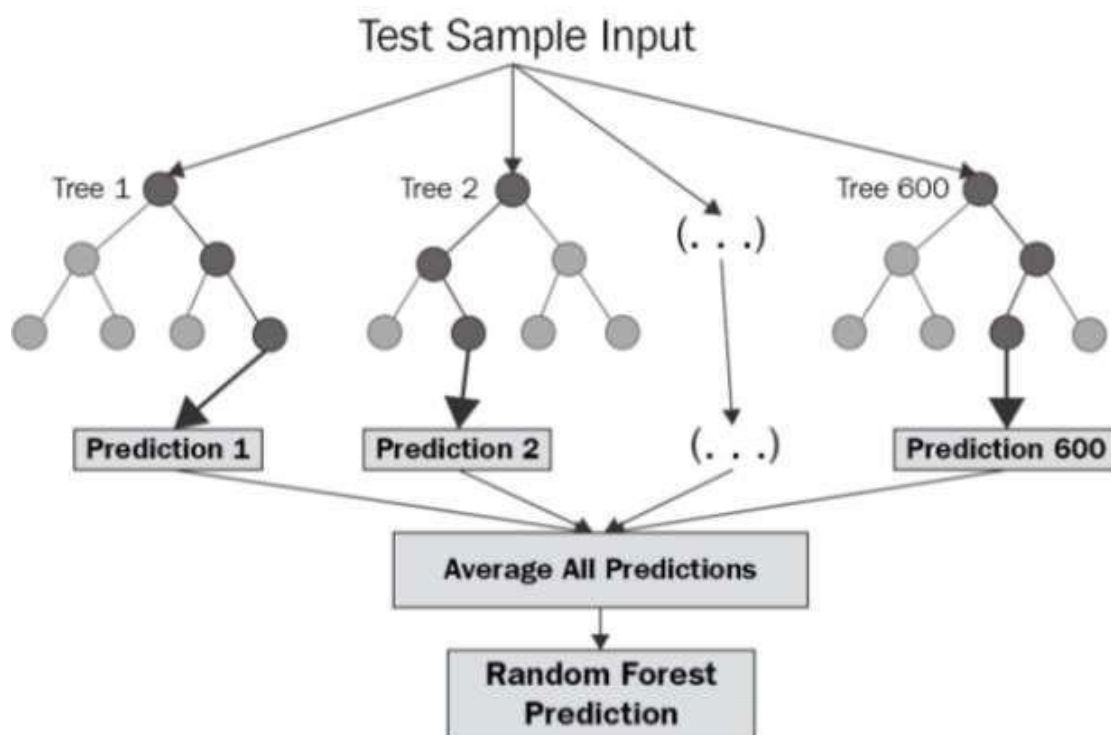 Test Sample Input
Tree 1
Tree 2
Tree 600
(. . .)
Prediction 1
Prediction 2
(. . .)
Prediction 600
Average All Predictions
Random Forest
Prediction